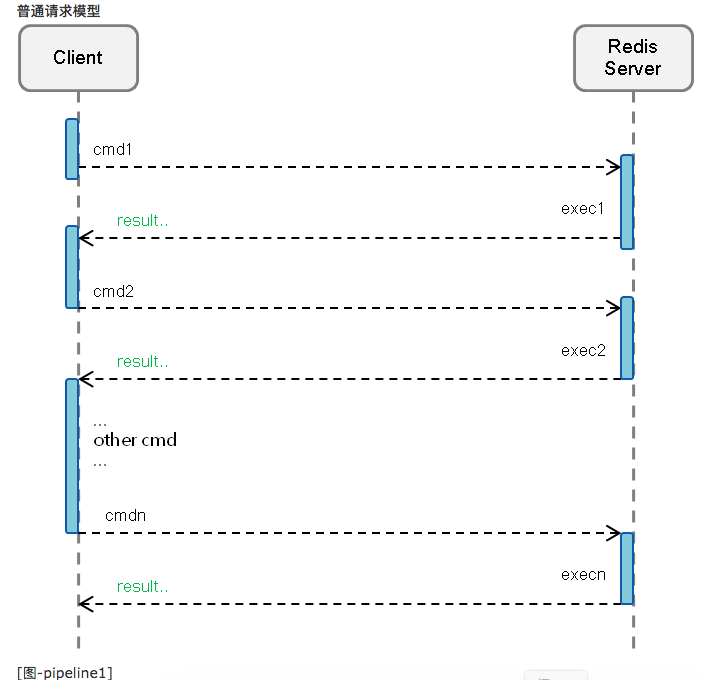 普通请求模型
Client
Redis
Server
cmd1
exec1
result..
cmd2
exec2
result..
...
other cmd
...
cmdn
execn
result..
[图-pipeline1]